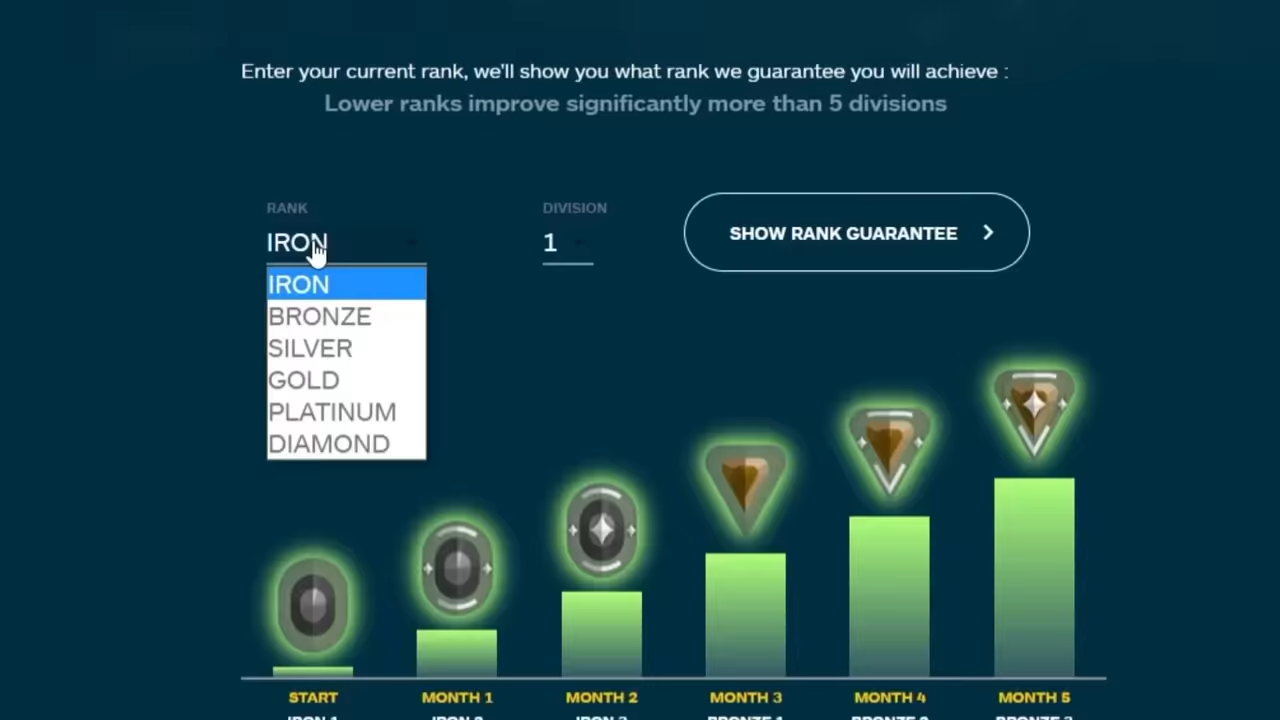 Enter your current rank, we'll show you what rank we guarantee you will achieve :
Lower ranks improve significantly more than 5 divisions
RANK
DIVISION
IRON
1
SHOW RANK GUARANTEE
IRON
BRONZE
SILVER
GOLD
PLATINUM
DIAMOND
START
MONTH 1
MONTH 2
MONTH 3
MONTH 4
MONTH 5